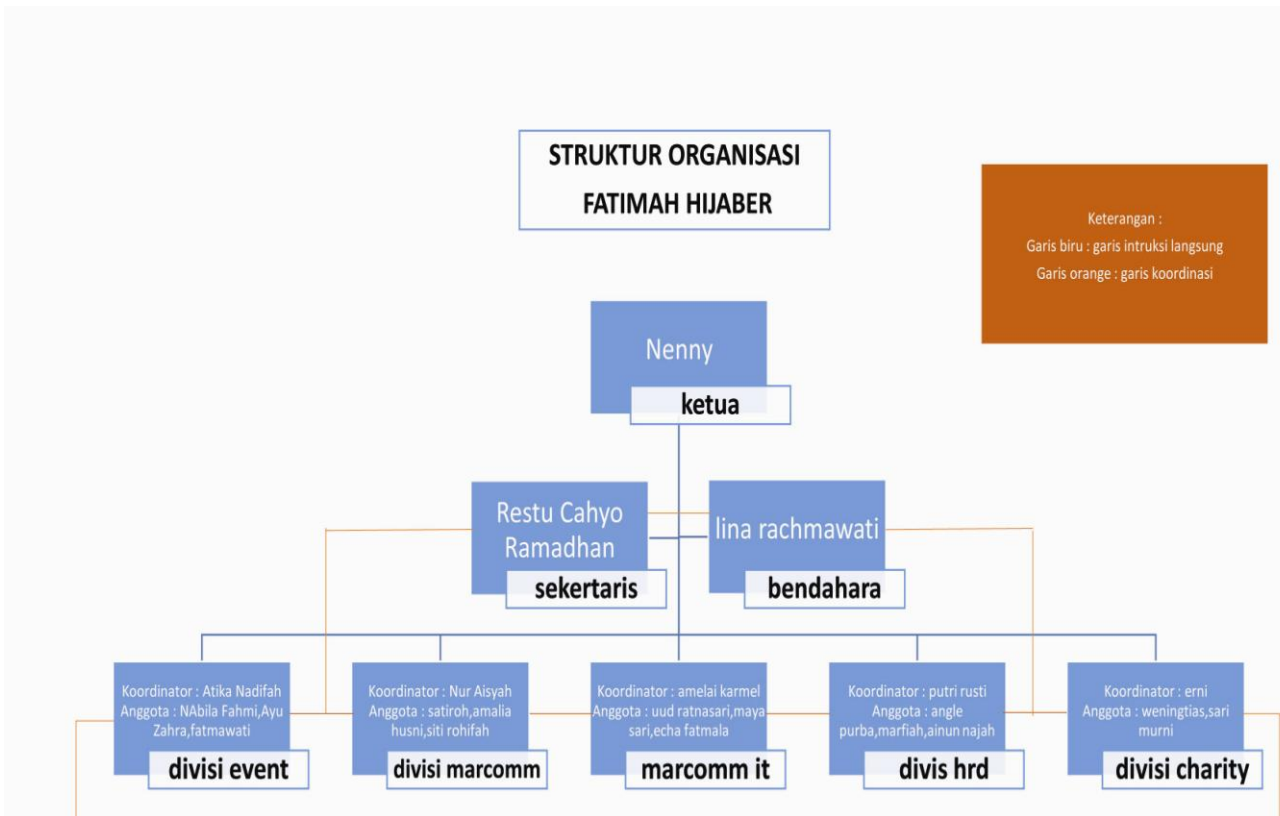 STRUKTUR ORGANISASI
FATIMAH HIJABER
Keterangan :
Garis biru : garis intruksi langsung
Garis orange : garis koordinasi
Nenny
ketua
Restu Cahyo
Ramadhan
sekertaris
lina rachmawati
bendahara
Koordinator : Atika Nadifah
Anggota : NAbila Fahmi,Ayu
Zahra,fatmawati
divisi event
Koordinator : Nur Aisyah
Anggota : satiroh,amalia
husni,siti rohifah
divisi marcomm
Koordinator : amelai karmel
Anggota : uud ratnasari,maya
sari,echa fatmala
marcomm it
Koordinator : putri rusti
Anggota : angle
purba,marfiah,ainun najah
divis hrd
Koordinator : erni
Anggota : weningtias,sari
murni
divisi charity